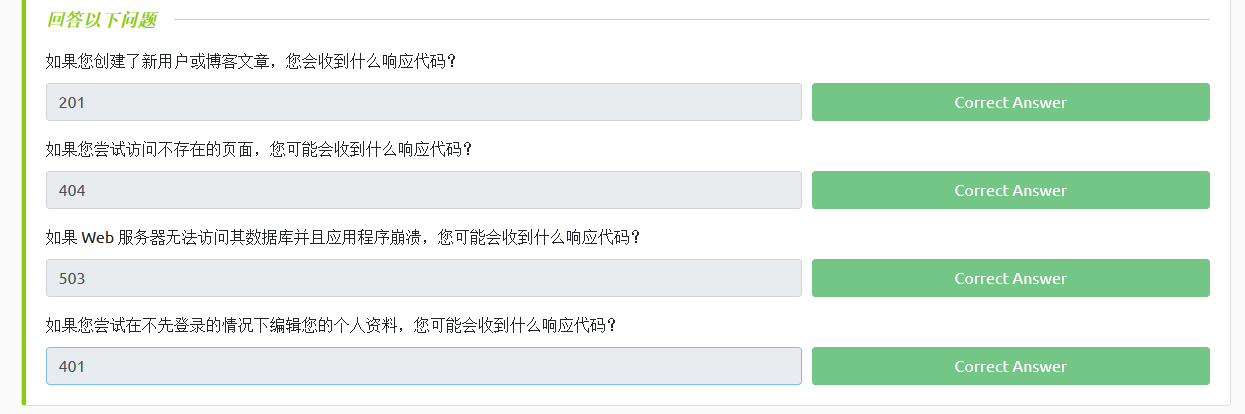 回答以下问题
如果您创建了新用户或博客文章，您会收到什么响应代码？
201
Correct Answer
如果您尝试访问不存在的页面，您可能会收到什么响应代码？
404
Correct Answer
如果 Web 服务器无法访问其数据库并且应用程序崩溃，您可能会收到什么响应代码？
503
Correct Answer
如果您尝试在不先登录的情况下编辑您的个人资料，您可能会收到什么响应代码？
401
Correct Answer